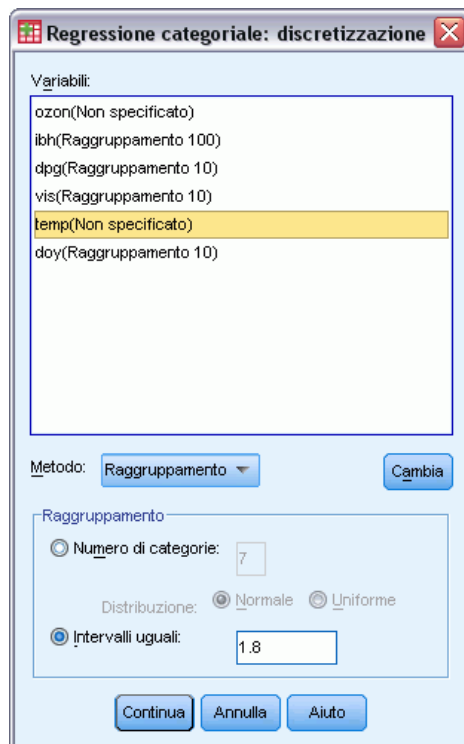 Regressione categoriale: discretizzazione
Variabili:
ozon(Non specificato)
ibh(Raggruppamento 100)
dpg(Raggruppamento 10)
vis(Raggruppamento 10)
temp(Non specificato)
doy(Raggruppamento 10)
Metodo: Raggruppamento Cambia
Raggruppamento
Numero di categorie: 7
Distribuzione: Normale Uniforme
Intervalli uguali: 1.8
Continua Annulla Aiuto